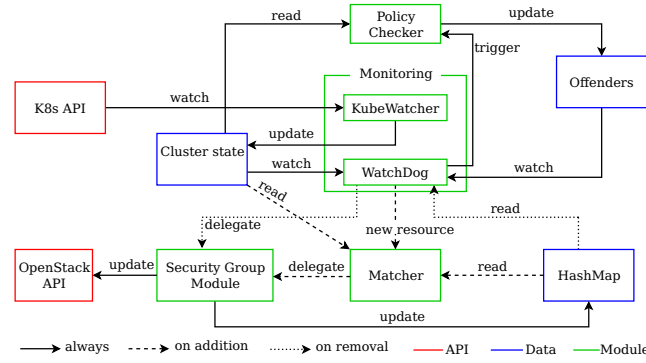 read
Policy
Checker
update
trigger
Monitoring
Offenders
K8s API
watch
KubeWatcher
update
Cluster state
watch
WatchDog
watch
read
delegate
new resource
read
OpenStack
API
update
Security Group
Module
delegate
Matcher
read
HashMap
update
always
on addition
on removal
API
Data
Module